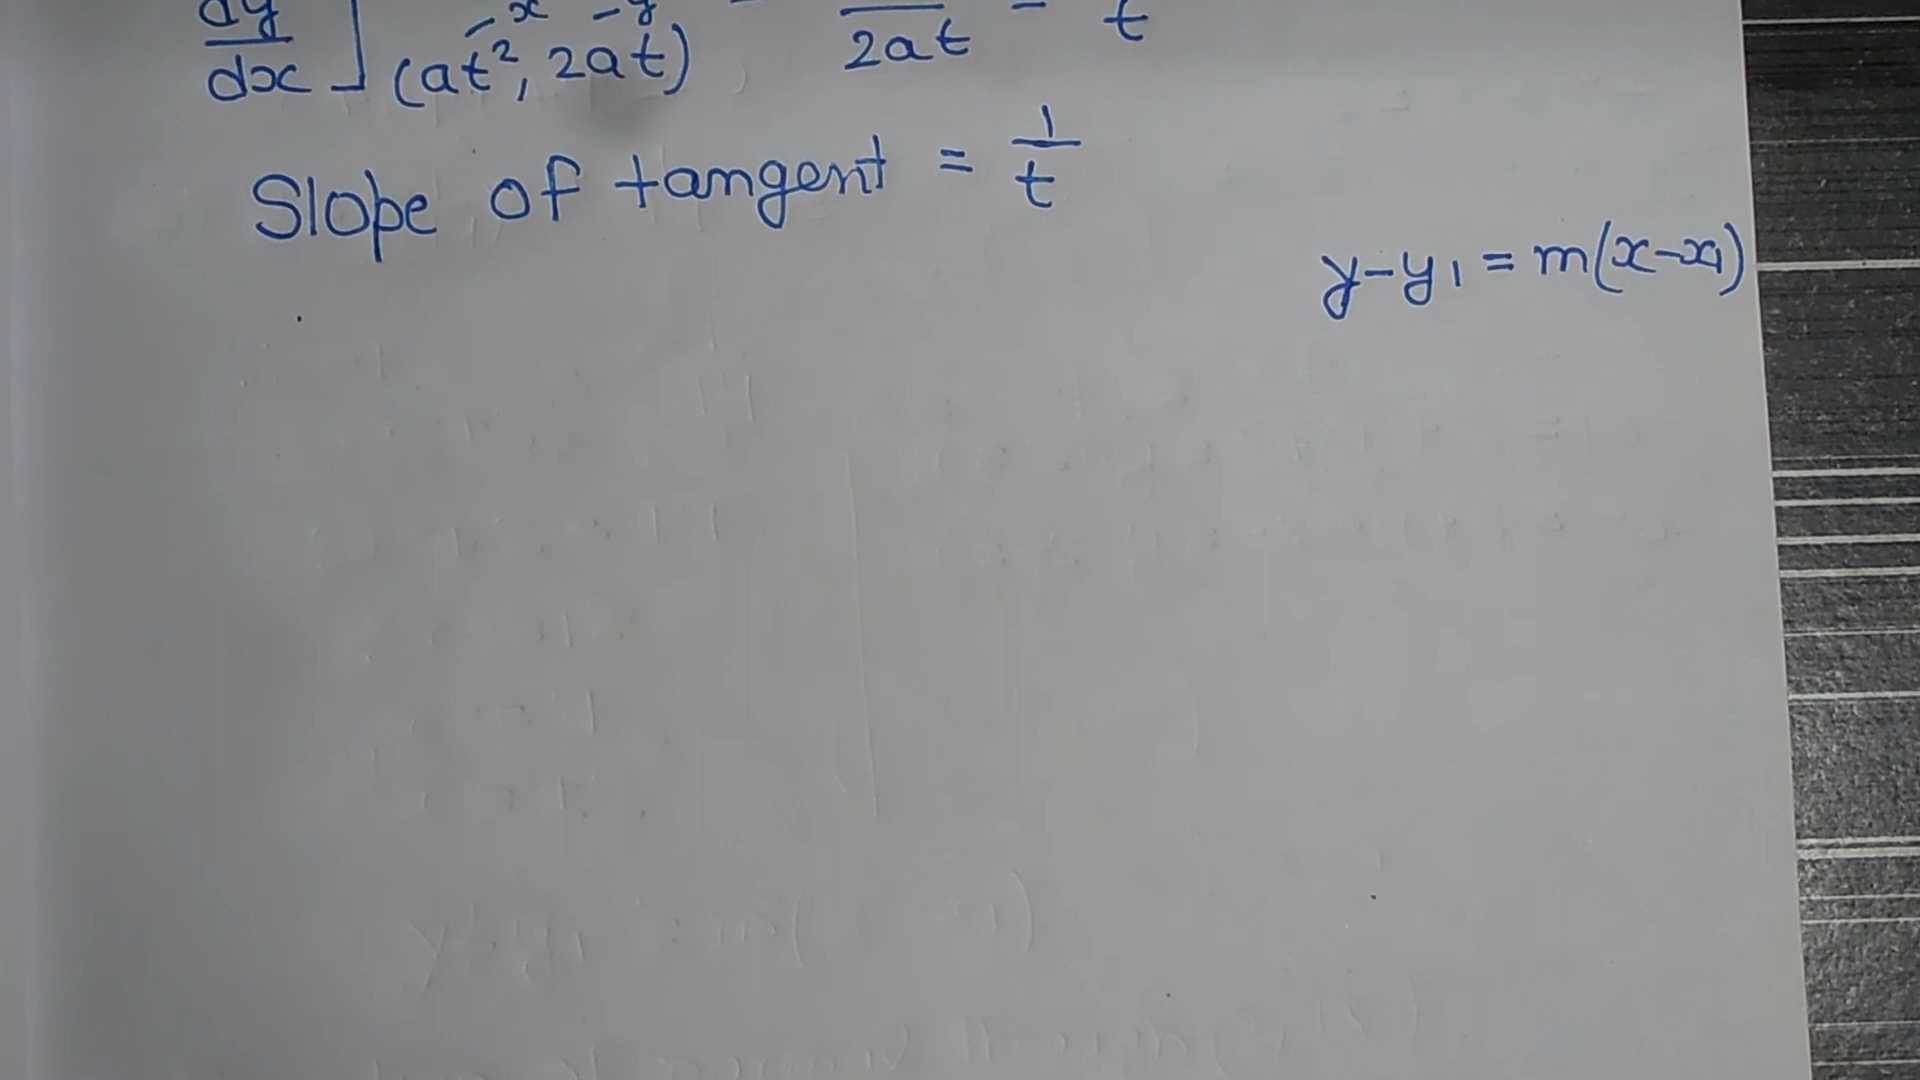 dy/dx](at², 2at) = /2at = /t
Slope of tangent = 1/t
y-y₁ = m(x-x₁)